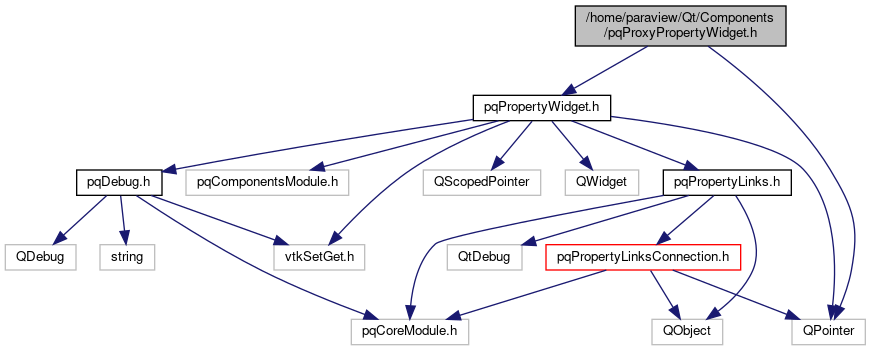 /home/paraview/Qt/Components
/pqProxyPropertyWidget.h
pqPropertyWidget.h
pqDebug.h
pqComponentsModule.h
QScopedPointer
QWidget
pqPropertyLinks.h
QDebug
string
vtkSetGet.h
QtDebug
pqPropertyLinksConnection.h
pqCoreModule.h
QObject
QPointer